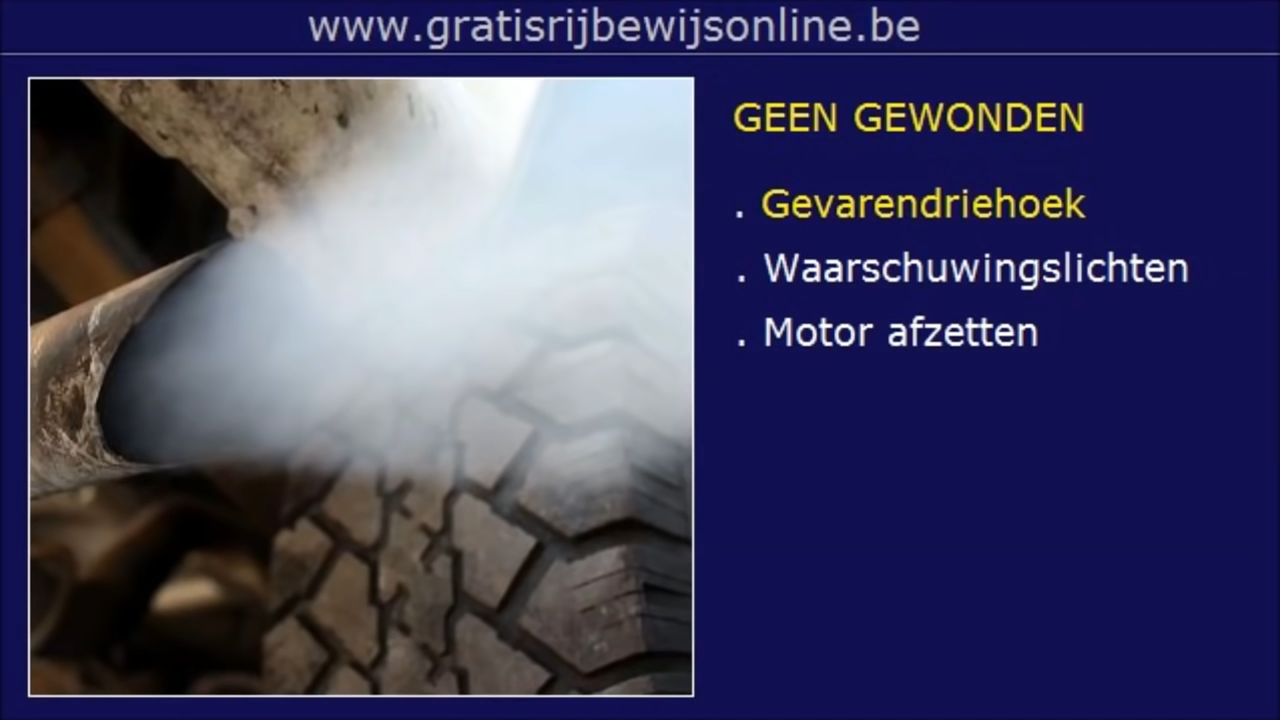 www.gratisrijbewijsonline.be
GEEN GEWONDEN
. Gevarendriehoek
. Waarschuwingslichten
. Motor afzetten